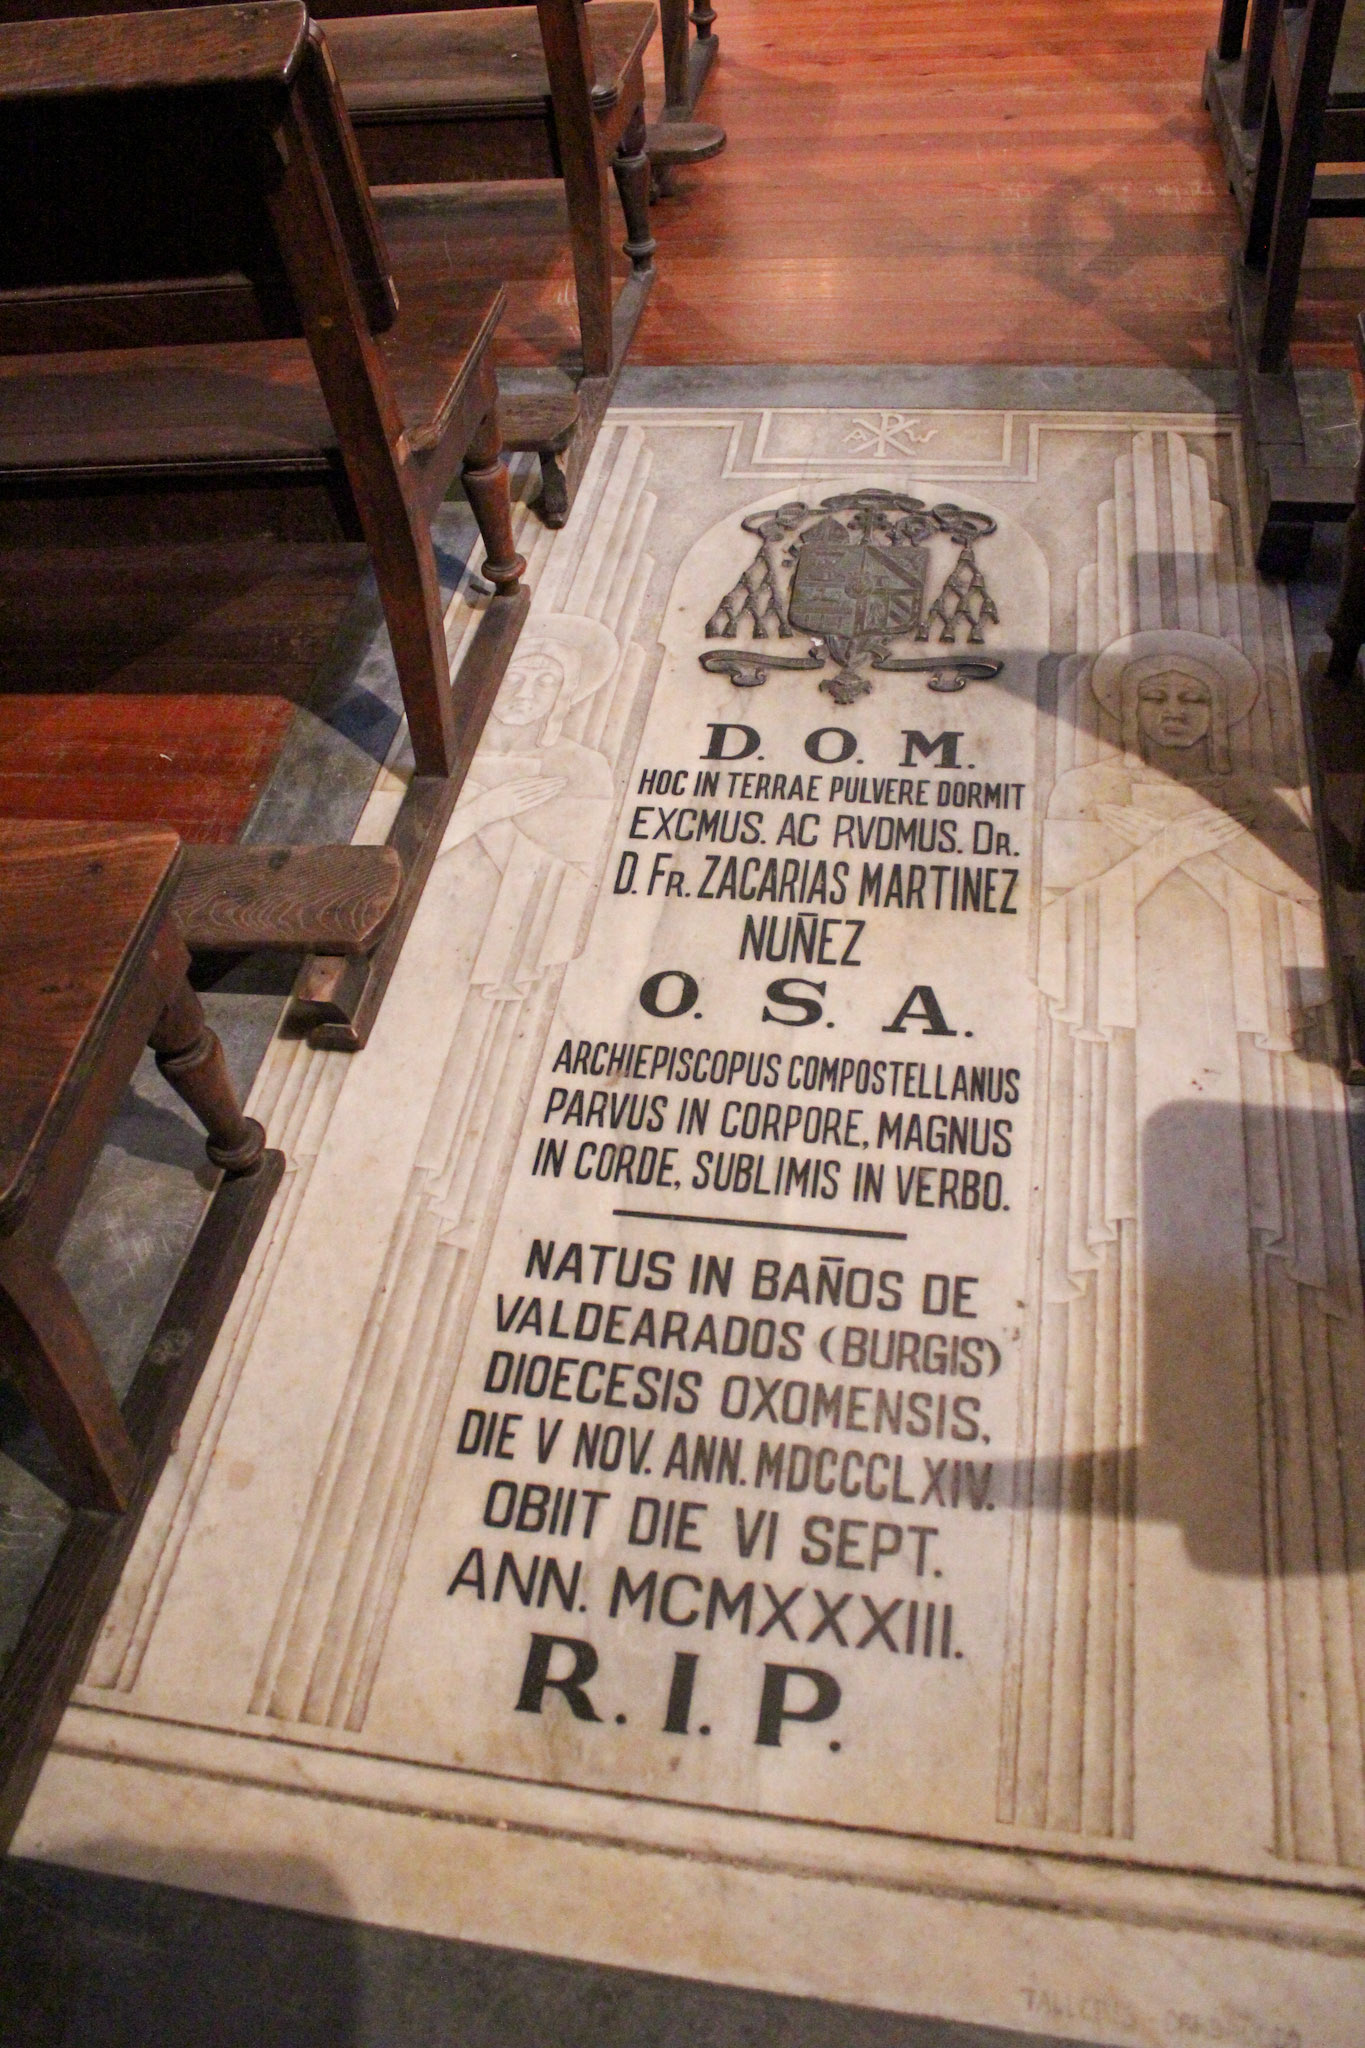 A W
D. O. M.
HOC IN TERRAE PULVERE DORMIT
EXCMUS. AC RVDMUS. DR.
D. FR. ZACARIAS MARTINEZ
NUÑEZ
O. S. A.
ARCHIEPISCOPUS COMPOSTELLANUS
PARVUS IN CORPORE, MAGNUS
IN CORDE, SUBLIMIS IN VERBO.
NATUS IN BAÑOS DE
VALDEARADOS (BURGIS)
DIOECESIS OXOMENSIS,
DIE V NOV. ANN. MDCCCLXIV.
OBIIT DIE VI SEPT.
ANN. MCMXXXIII.
R. I. P.
TALLERES